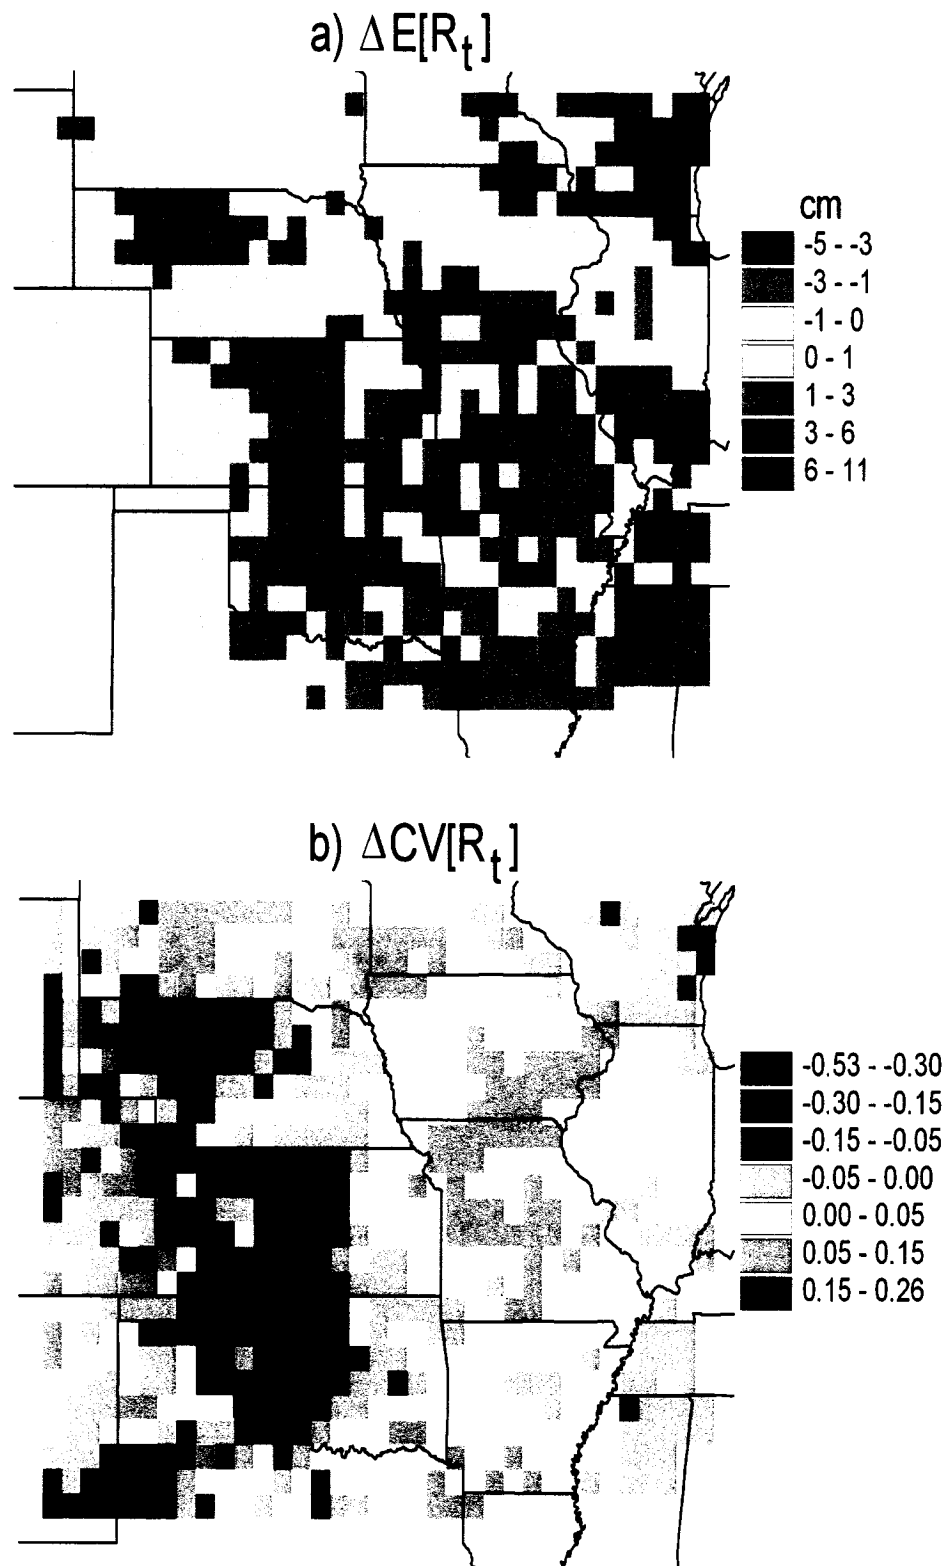 a) ΔE[Rt]
cm
-5 - -3
-3 - -1
-1 - 0
0 - 1
1 - 3
3 - 6
6 - 11
b) ΔCV[Rt]
-0.53 - -0.30
-0.30 - -0.15
-0.15 - -0.05
-0.05 - 0.00
0.00 - 0.05
0.05 - 0.15
0.15 - 0.26